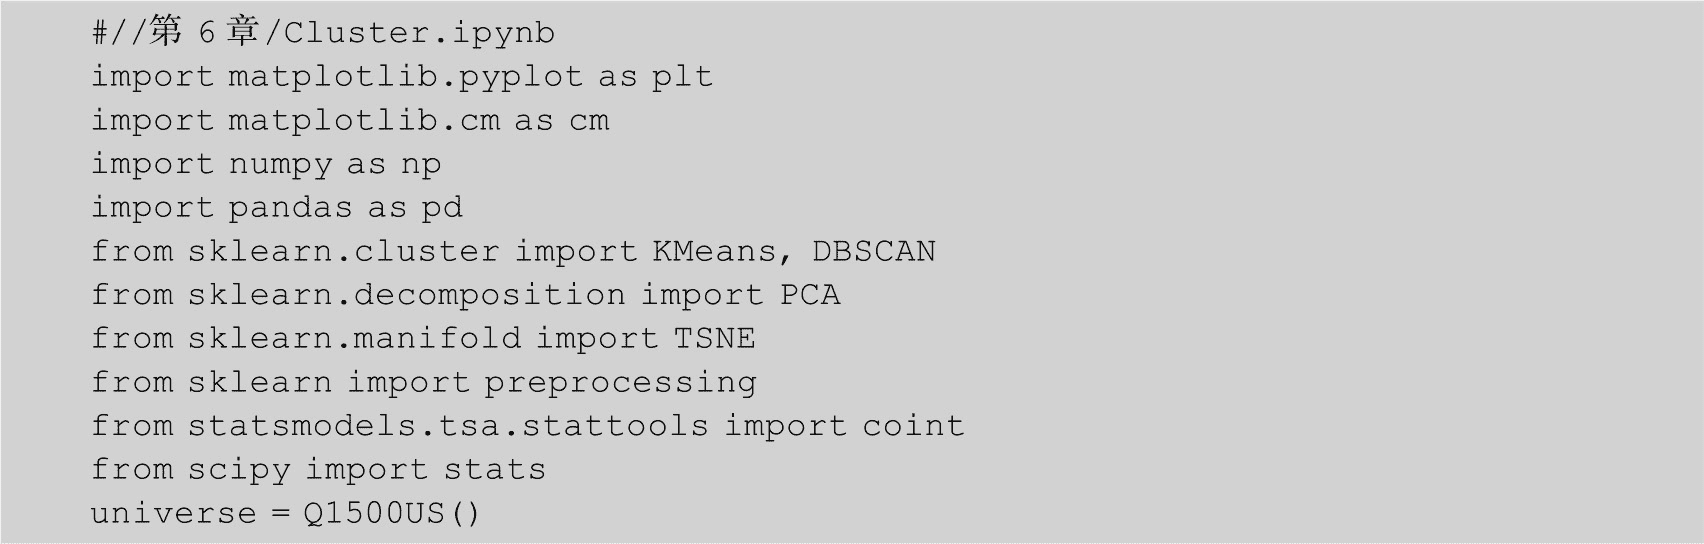 #//第 6 章/Cluster.ipynb
import matplotlib.pyplot as plt
import matplotlib.cm as cm
import numpy as np
import pandas as pd
from sklearn.cluster import KMeans, DBSCAN
from sklearn.decomposition import PCA
from sklearn.manifold import TSNE
from sklearn import preprocessing
from statsmodels.tsa.stattools import coint
from scipy import stats
universe = Q1500US()